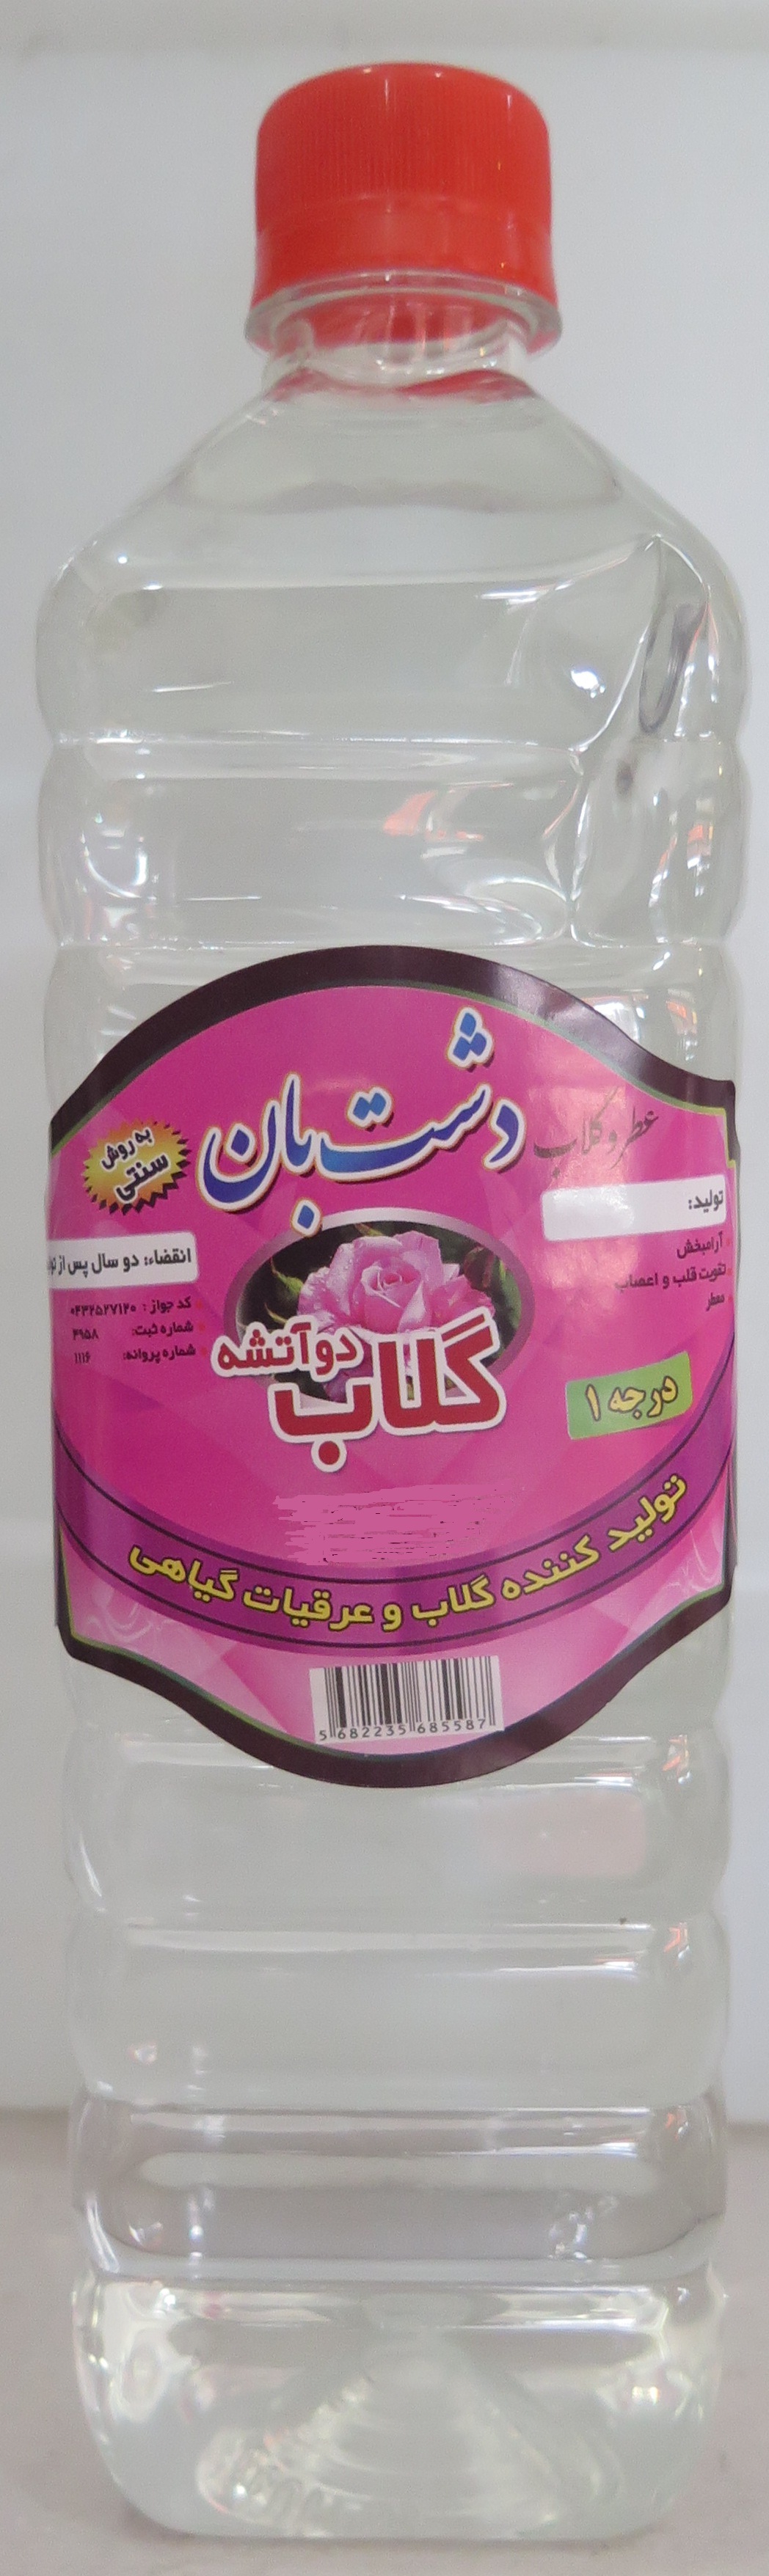 عطر و گلاب
دشت بان
به روش
سنتی
تولید:
آرامبخش
تقویت قلب و اعصاب
معطر
انقضاء: دو سال پس از تولید
کد جواز: ۰۴۳۲۵۲۷۱۲۰
شماره ثبت: ۳۹۵۸
شماره پروانه: ۱۱۱۶
دوآتشه
گلاب
درجه ۱
تولید کننده گلاب و عرقیات گیاهی
5 682235 685587